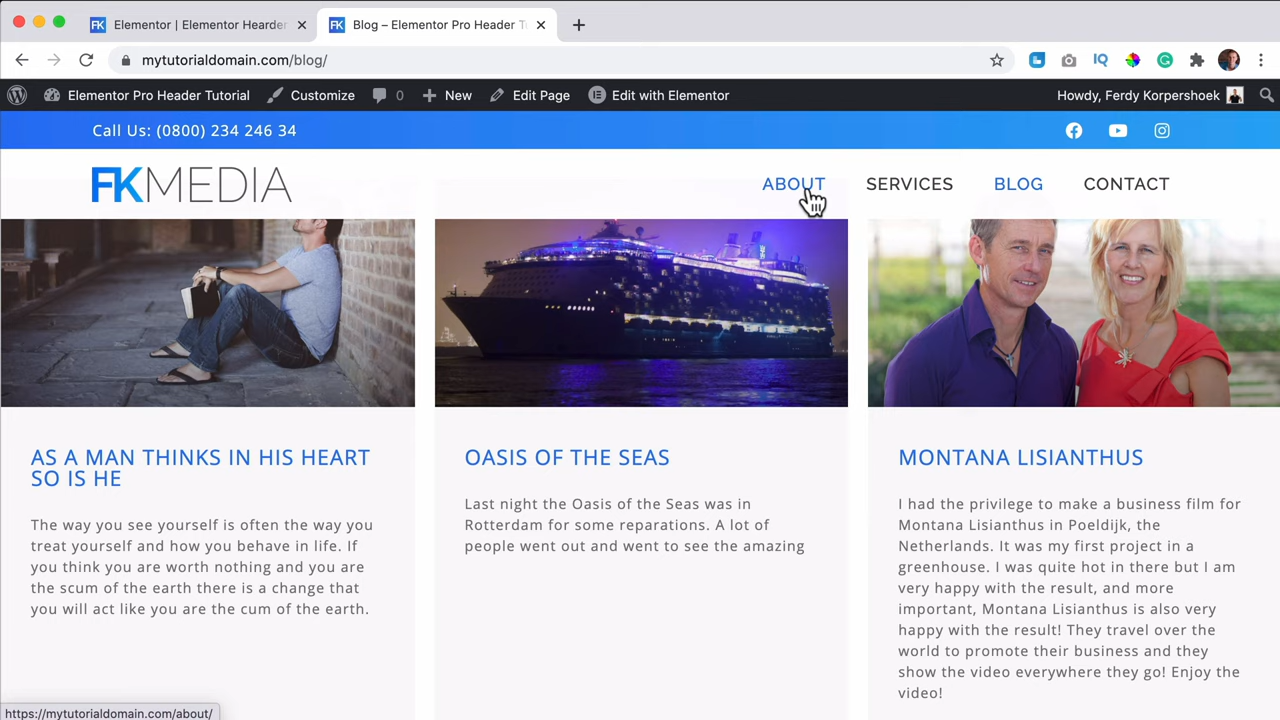 Elementor | Elementor Hearder
Blog – Elementor Pro Header T
mytutorialdomain.com/blog/
Elementor Pro Header Tutorial
Customize
0
New
Edit Page
Edit with Elementor
Howdy, Ferdy Korpershoek
Call Us: (0800) 234 246 34
FKMEDIA
ABOUT
SERVICES
BLOG
CONTACT
AS A MAN THINKS IN HIS HEART
SO IS HE
The way you see yourself is often the way you
treat yourself and how you behave in life. If
you think you are worth nothing and you are
the scum of the earth there is a change that
you will act like you are the cum of the earth.
OASIS OF THE SEAS
Last night the Oasis of the Seas was in
Rotterdam for some reparations. A lot of
people went out and went to see the amazing
MONTANA LISIANTHUS
I had the privilege to make a business film for
Montana Lisianthus in Poeldijk, the
Netherlands. It was my first project in a
greenhouse. I was quite hot in there but I am
very happy with the result, and more
important, Montana Lisianthus is also very
happy with the result! They travel over the
world to promote their business and they
show the video everywhere they go! Enjoy the
video!
https://mytutorialdomain.com/about/